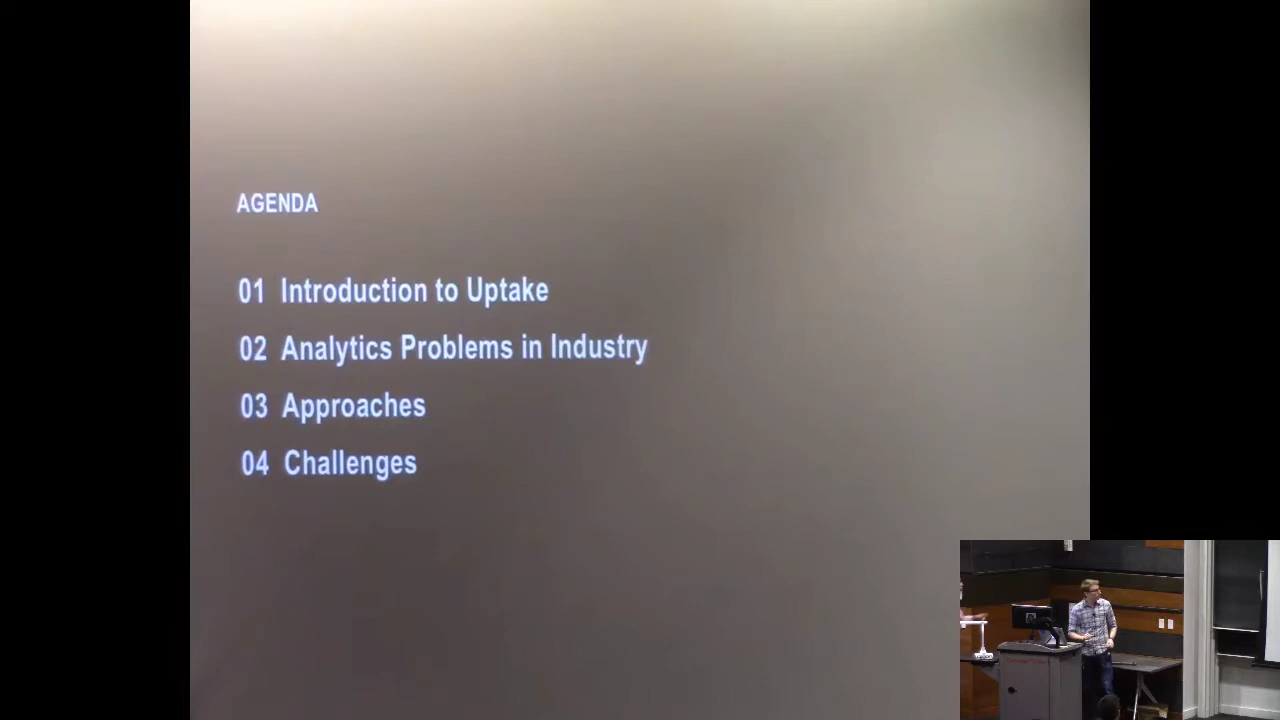 AGENDA
01 Introduction to Uptake
02 Analytics Problems in Industry
03 Approaches
04 Challenges